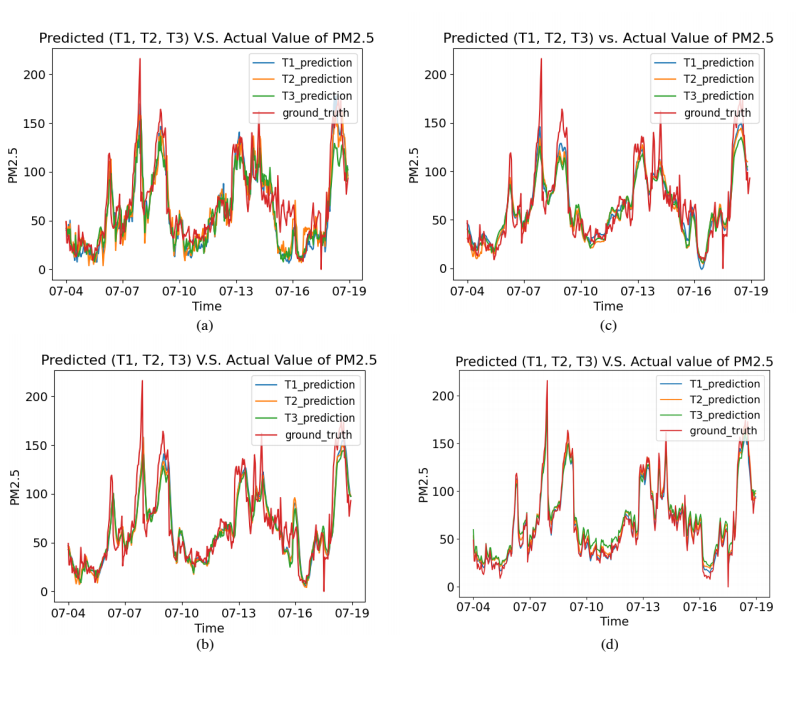 Predicted (T1, T2, T3) V.S. Actual Value of PM2.5
T1_prediction
T2_prediction
T3_prediction
ground_truth
PM2.5
200
150
100
50
0
07-04 07-07 07-10 07-13 07-16 07-19
Time
(a)
Predicted (T1, T2, T3) vs. Actual Value of PM2.5
T1_prediction
T2_prediction
T3_prediction
ground_truth
PM2.5
200
150
100
50
0
07-04 07-07 07-10 07-13 07-16 07-19
Time
(c)
Predicted (T1, T2, T3) V.S. Actual Value of PM2.5
T1_prediction
T2_prediction
T3_prediction
ground_truth
PM2.5
200
150
100
50
0
07-04 07-07 07-10 07-13 07-16 07-19
Time
(b)
Predicted (T1, T2, T3) V.S. Actual value of PM2.5
T1_prediction
T2_prediction
T3_prediction
ground_truth
PM2.5
200
150
100
50
0
07-04 07-07 07-10 07-13 07-16 07-19
Time
(d)